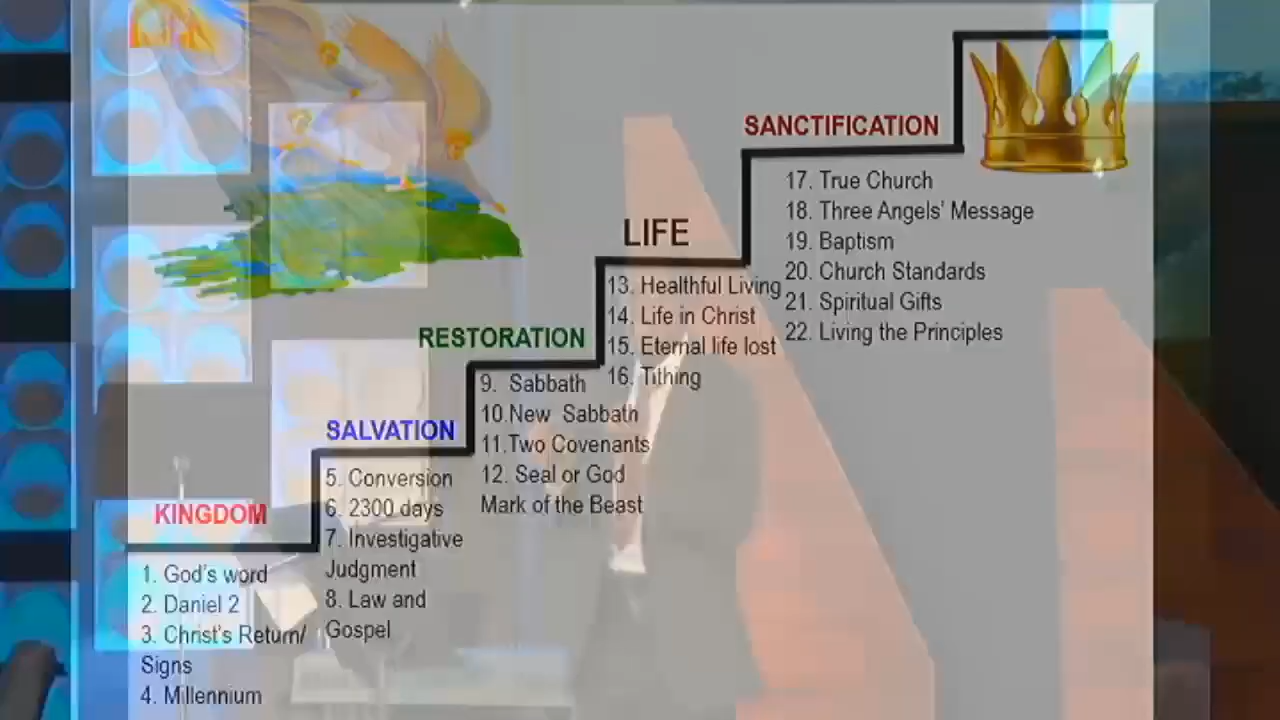 KINGDOM
1. God's word
2. Daniel 2
3. Christ's Return/
Signs
4. Millennium
SALVATION
5. Conversion
6. 2300 days
7. Investigative
Judgment
8. Law and
Gospel
RESTORATION
9. Sabbath
10.New Sabbath
11.Two Covenants
12. Seal or God
Mark of the Beast
LIFE
13. Healthful Living
14. Life in Christ
15. Eternal life lost
16. Tithing
SANCTIFICATION
17. True Church
18. Three Angels' Message
19. Baptism
20. Church Standards
21. Spiritual Gifts
22. Living the Principles